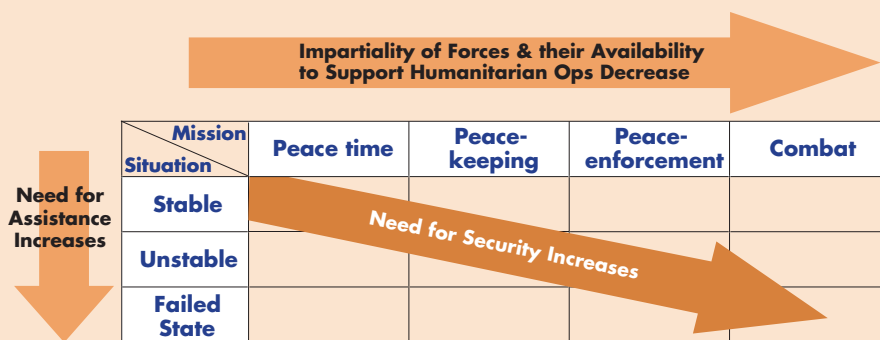 Impartiality of Forces & their Availability
to Support Humanitarian Ops Decrease
Mission
Situation
Peace time
Peace-
keeping
Peace-
enforcement
Combat
Need for
Assistance
Increases
Stable
Need for Security Increases
Unstable
Failed
State